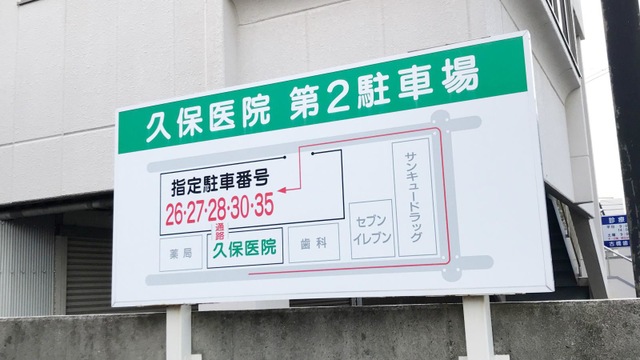 久保医院 第2駐車場
指定駐車番号
26・27・28・30・35
通路
薬局
久保医院
歯科
セブン
イレブン
サンキュードラッグ
診療